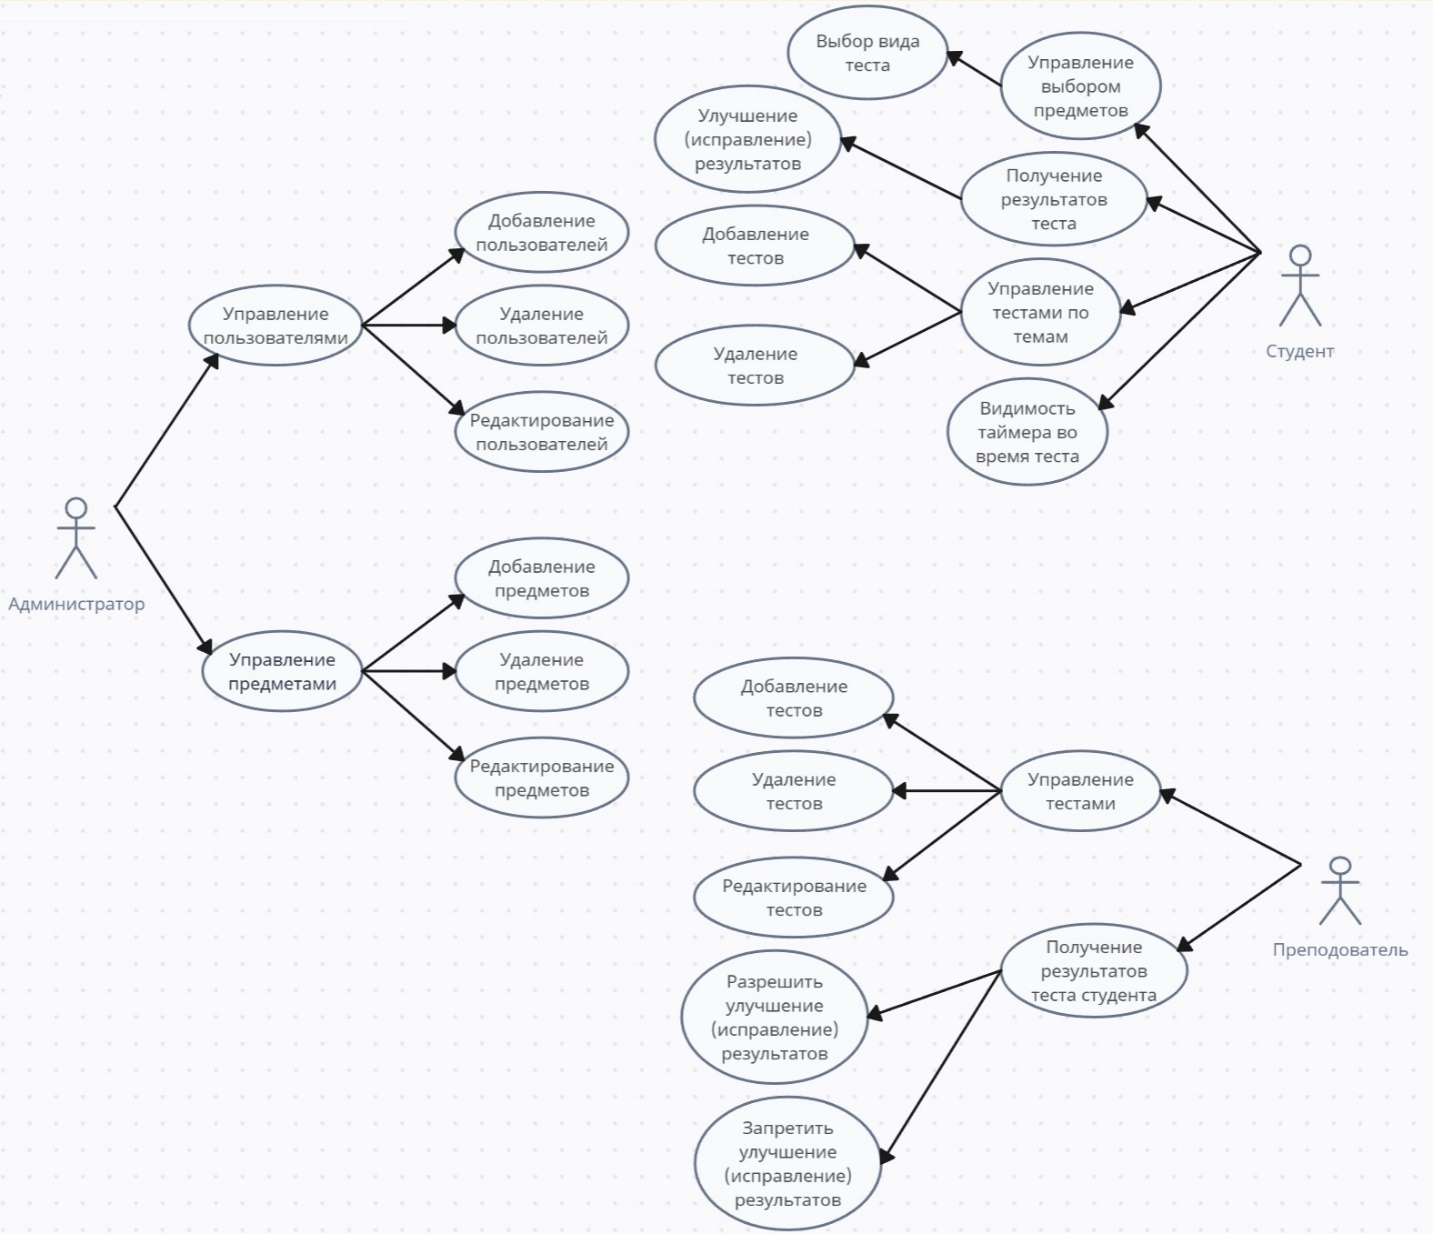 Выбор вида
теста
Управление
выбором
предметов
Улучшение
(исправление)
результатов
Получение
результатов
теста
Добавление
тестов
Управление
тестами по
темам
Удаление
тестов
Видимость
таймера во
время теста
Студент
Добавление
пользователей
Управление
пользователями
Удаление
пользователей
Редактирование
пользователей
Администратор
Добавление
предметов
Управление
предметами
Удаление
предметов
Редактирование
предметов
Добавление
тестов
Удаление
тестов
Управление
тестами
Редактирование
тестов
Преподователь
Получение
результатов
теста студента
Разрешить
улучшение
(исправление)
результатов
Запретить
улучшение
(исправление)
результатов